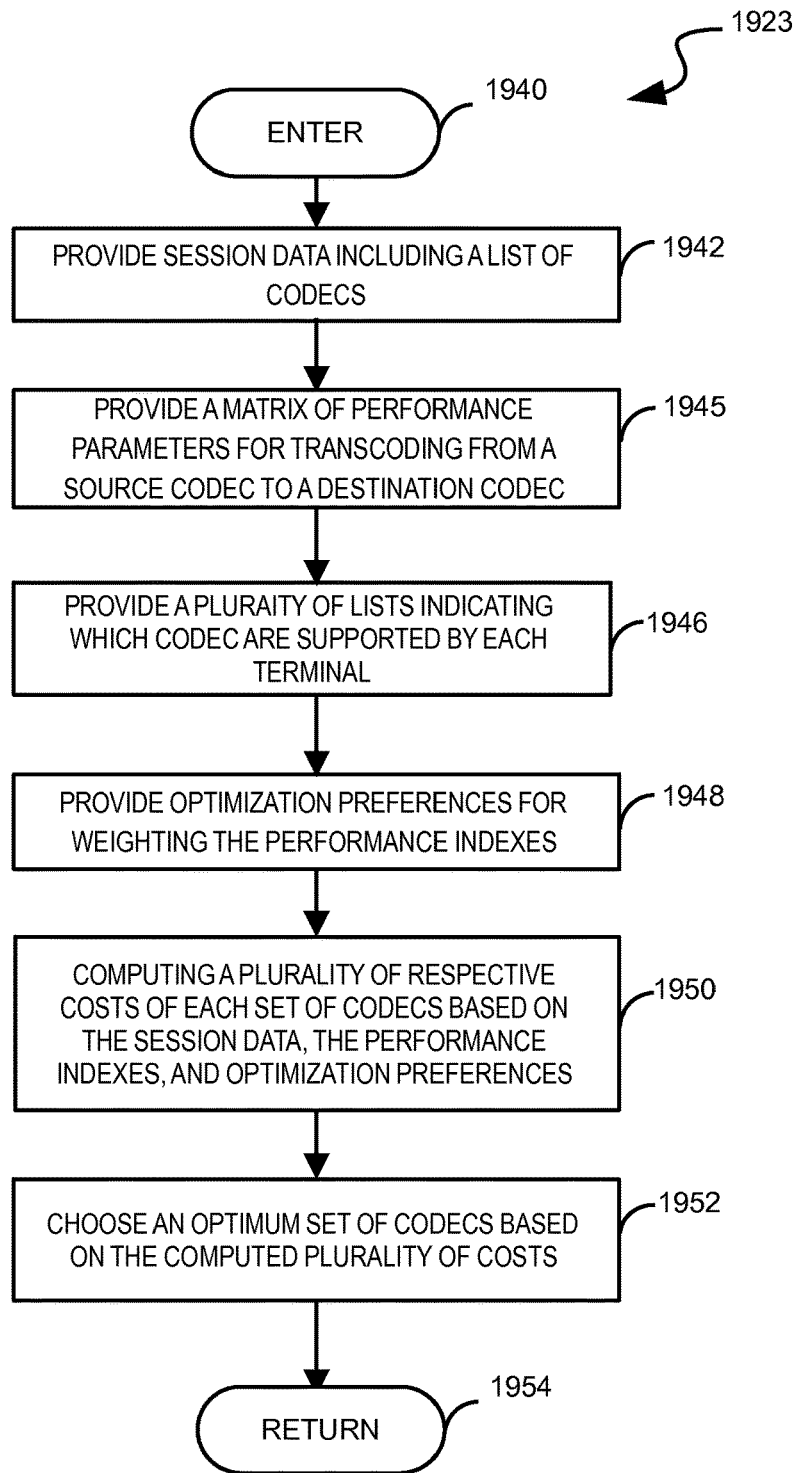 1923
1940
ENTER
PROVIDE SESSION DATA INCLUDING A LIST OF
CODECS
1942
PROVIDE A MATRIX OF PERFORMANCE
PARAMETERS FOR TRANSCODING FROM A
SOURCE CODEC TO A DESTINATION CODEC
1945
PROVIDE A PLURAITY OF LISTS INDICATING
WHICH CODEC ARE SUPPORTED BY EACH
TERMINAL
1946
PROVIDE OPTIMIZATION PREFERENCES FOR
WEIGHTING THE PERFORMANCE INDEXES
1948
COMPUTING A PLURALITY OF RESPECTIVE
COSTS OF EACH SET OF CODECS BASED ON
THE SESSION DATA, THE PERFORMANCE
INDEXES, AND OPTIMIZATION PREFERENCES
1950
CHOOSE AN OPTIMUM SET OF CODECS BASED
ON THE COMPUTED PLURALITY OF COSTS
1952
RETURN
1954